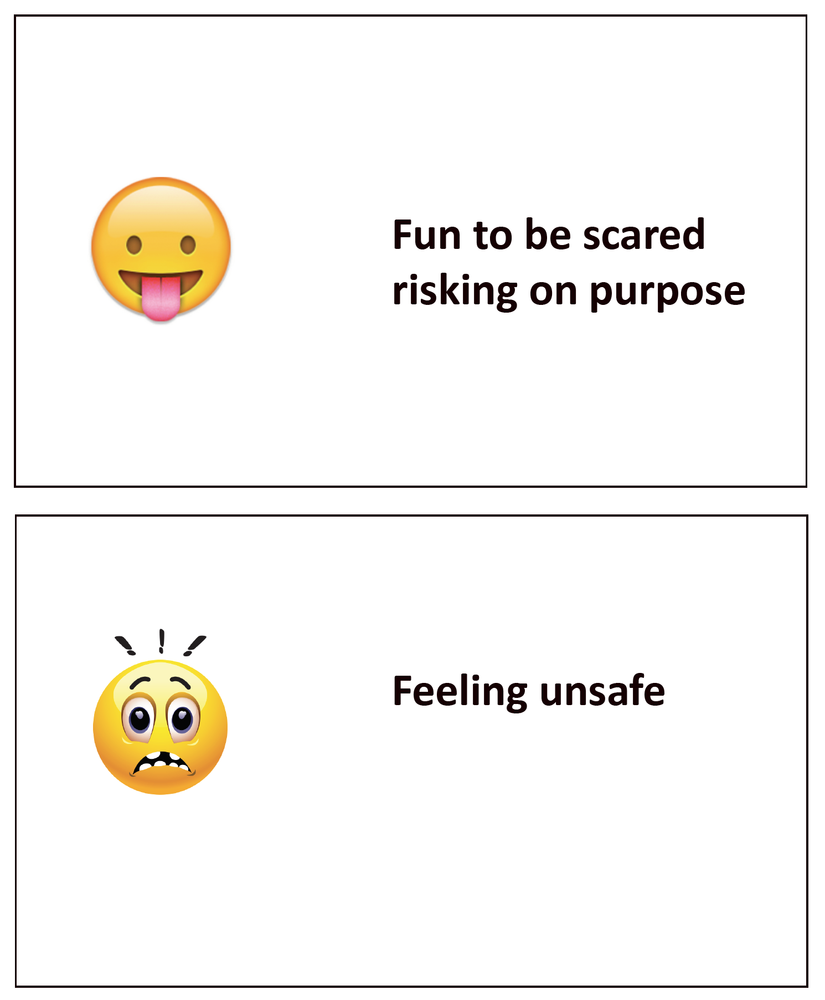 Fun to be scared
risking on purpose
Feeling unsafe